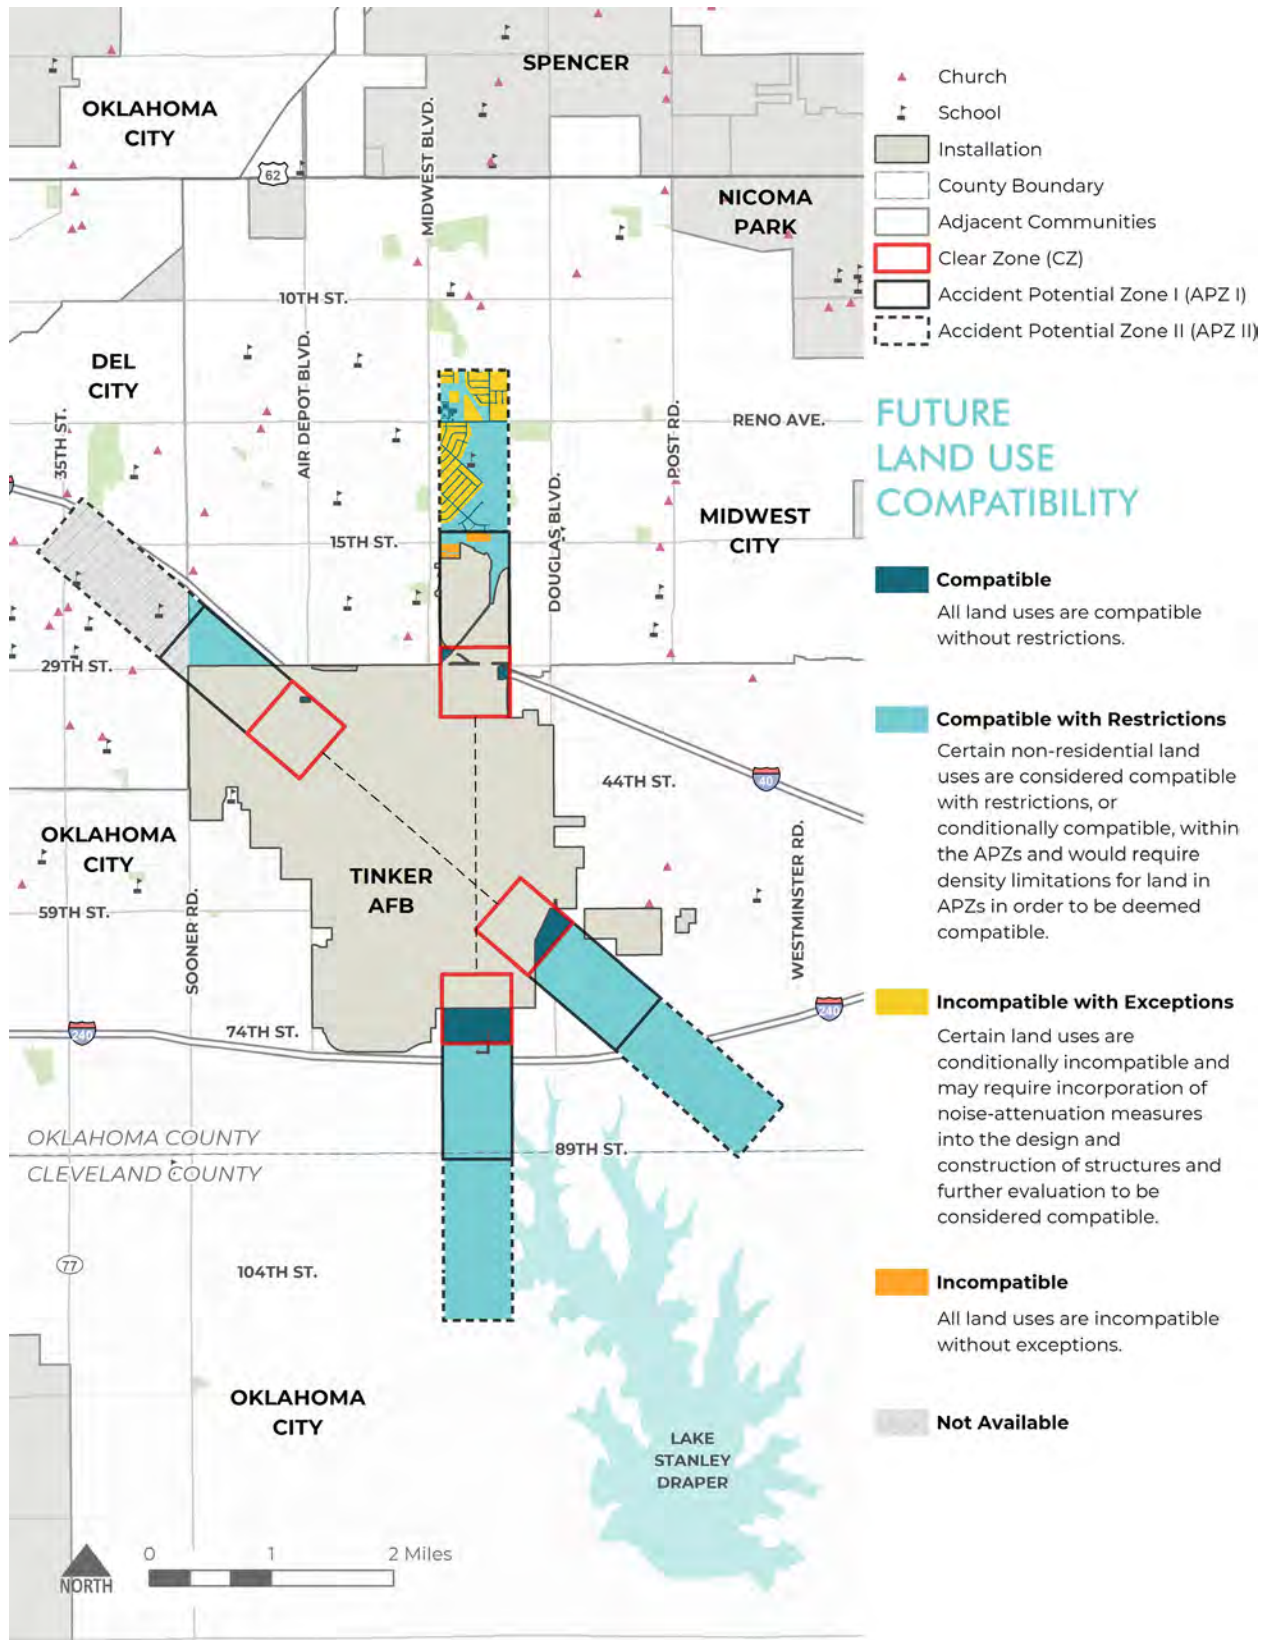 SPENCER
OKLAHOMA
CITY
MIDWEST BLVD.
62
NICOMA
PARK
10TH ST.
DEL
CITY
AIR DEPOT BLVD.
35TH ST.
RENO AVE.
POST RD.
DOUGLAS BLVD.
MIDWEST
CITY
15TH ST.
29TH ST.
44TH ST.
40
OKLAHOMA
CITY
TINKER
AFB
59TH ST.
SOONER RD.
WESTMINSTER RD.
240
74TH ST.
240
OKLAHOMA COUNTY
CLEVELAND COUNTY
89TH ST.
77
104TH ST.
OKLAHOMA
CITY
LAKE
STANLEY
DRAPER
NORTH
0 1 2 Miles
Church
School
Installation
County Boundary
Adjacent Communities
Clear Zone (CZ)
Accident Potential Zone I (APZ I)
Accident Potential Zone II (APZ II)
FUTURE
LAND USE
COMPATIBILITY
Compatible
All land uses are compatible
without restrictions.
Compatible with Restrictions
Certain non-residential land
uses are considered compatible
with restrictions, or
conditionally compatible, within
the APZs and would require
density limitations for land in
APZs in order to be deemed
compatible.
Incompatible with Exceptions
Certain land uses are
conditionally incompatible and
may require incorporation of
noise-attenuation measures
into the design and
construction of structures and
further evaluation to be
considered compatible.
Incompatible
All land uses are incompatible
without exceptions.
Not Available